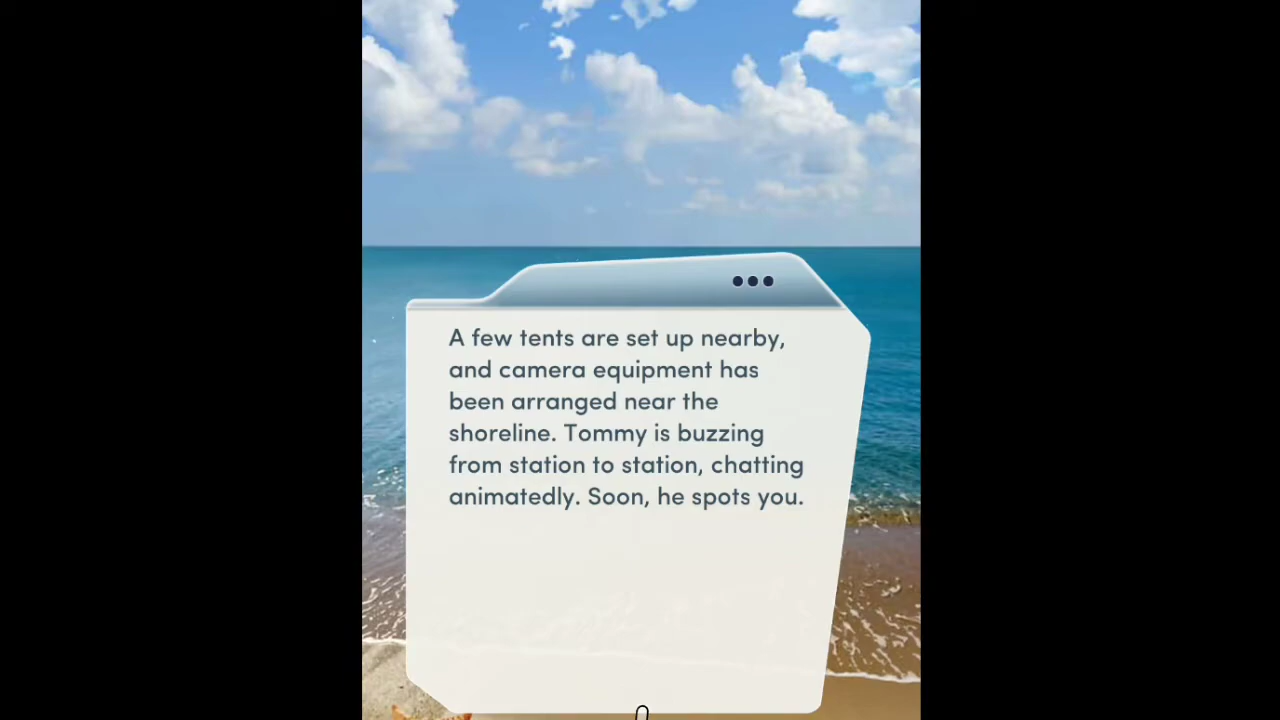 A few tents are set up nearby,
and camera equipment has
been arranged near the
shoreline. Tommy is buzzing
from station to station, chatting
animatedly. Soon, he spots you.